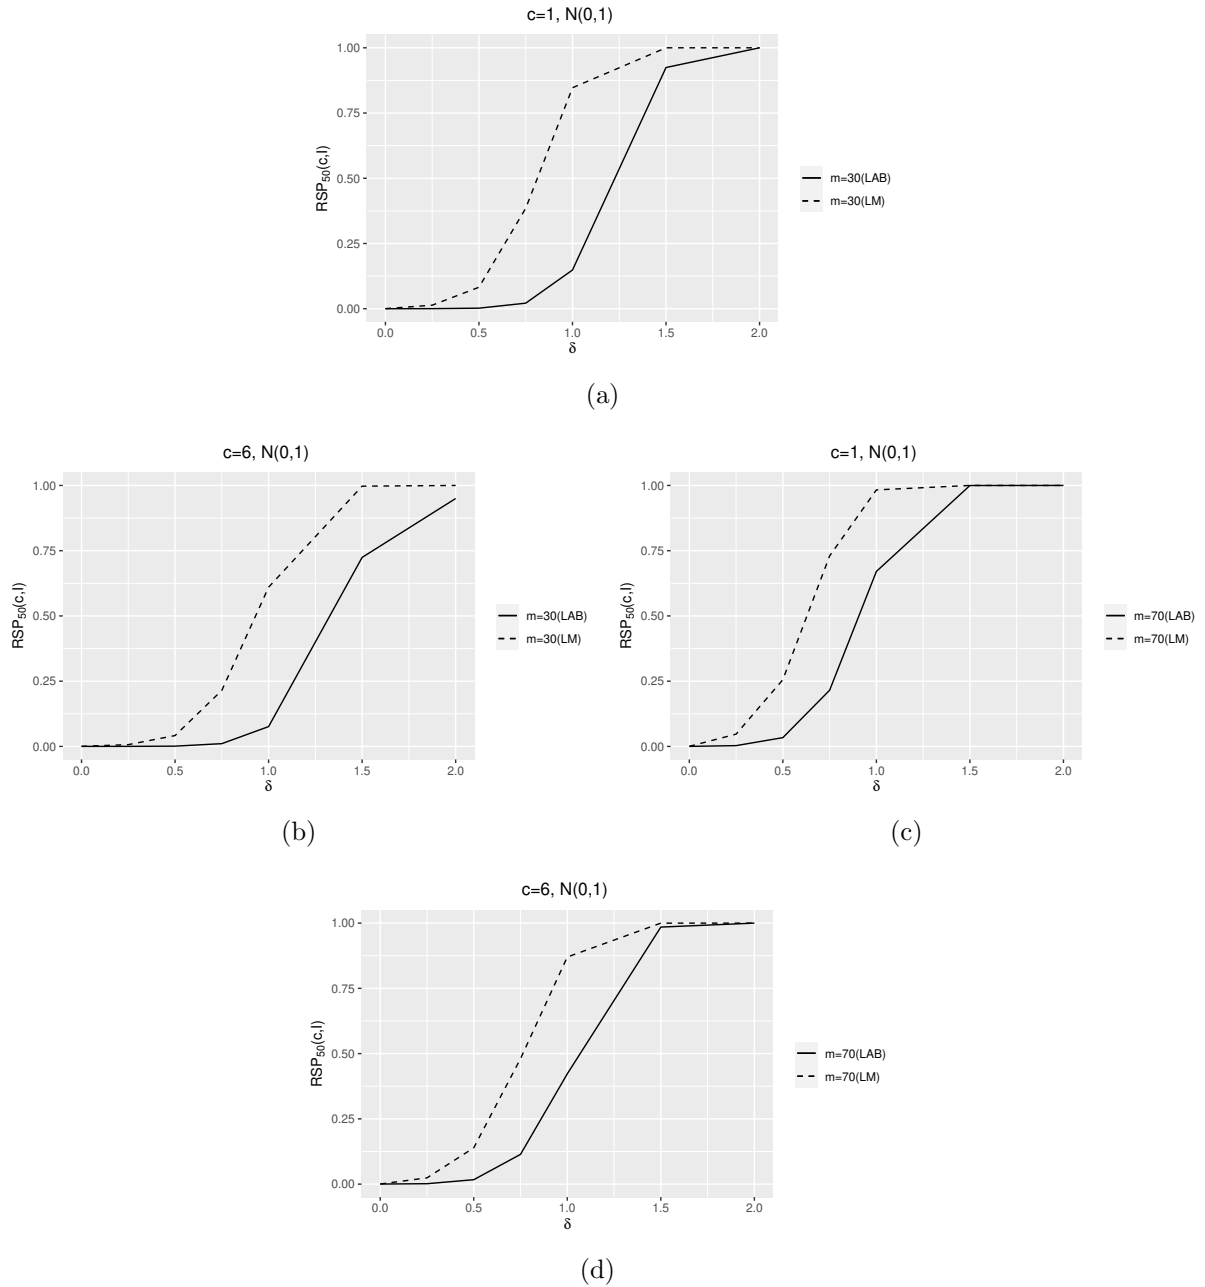 c=1, N(0,1)
1.00
0.75
0.50
0.25
0.00
RSP50(c,I)
0.0 0.5 1.0 1.5 2.0
δ
m=30(LAB)
m=30(LM)
(a)
c=6, N(0,1)
1.00
0.75
0.50
0.25
0.00
RSP50(c,I)
0.0 0.5 1.0 1.5 2.0
δ
m=30(LAB)
m=30(LM)
(b)
c=1, N(0,1)
1.00
0.75
0.50
0.25
0.00
RSP50(c,I)
0.0 0.5 1.0 1.5 2.0
δ
m=70(LAB)
m=70(LM)
(c)
c=6, N(0,1)
1.00
0.75
0.50
0.25
0.00
RSP50(c,I)
0.0 0.5 1.0 1.5 2.0
δ
m=70(LAB)
m=70(LM)
(d)